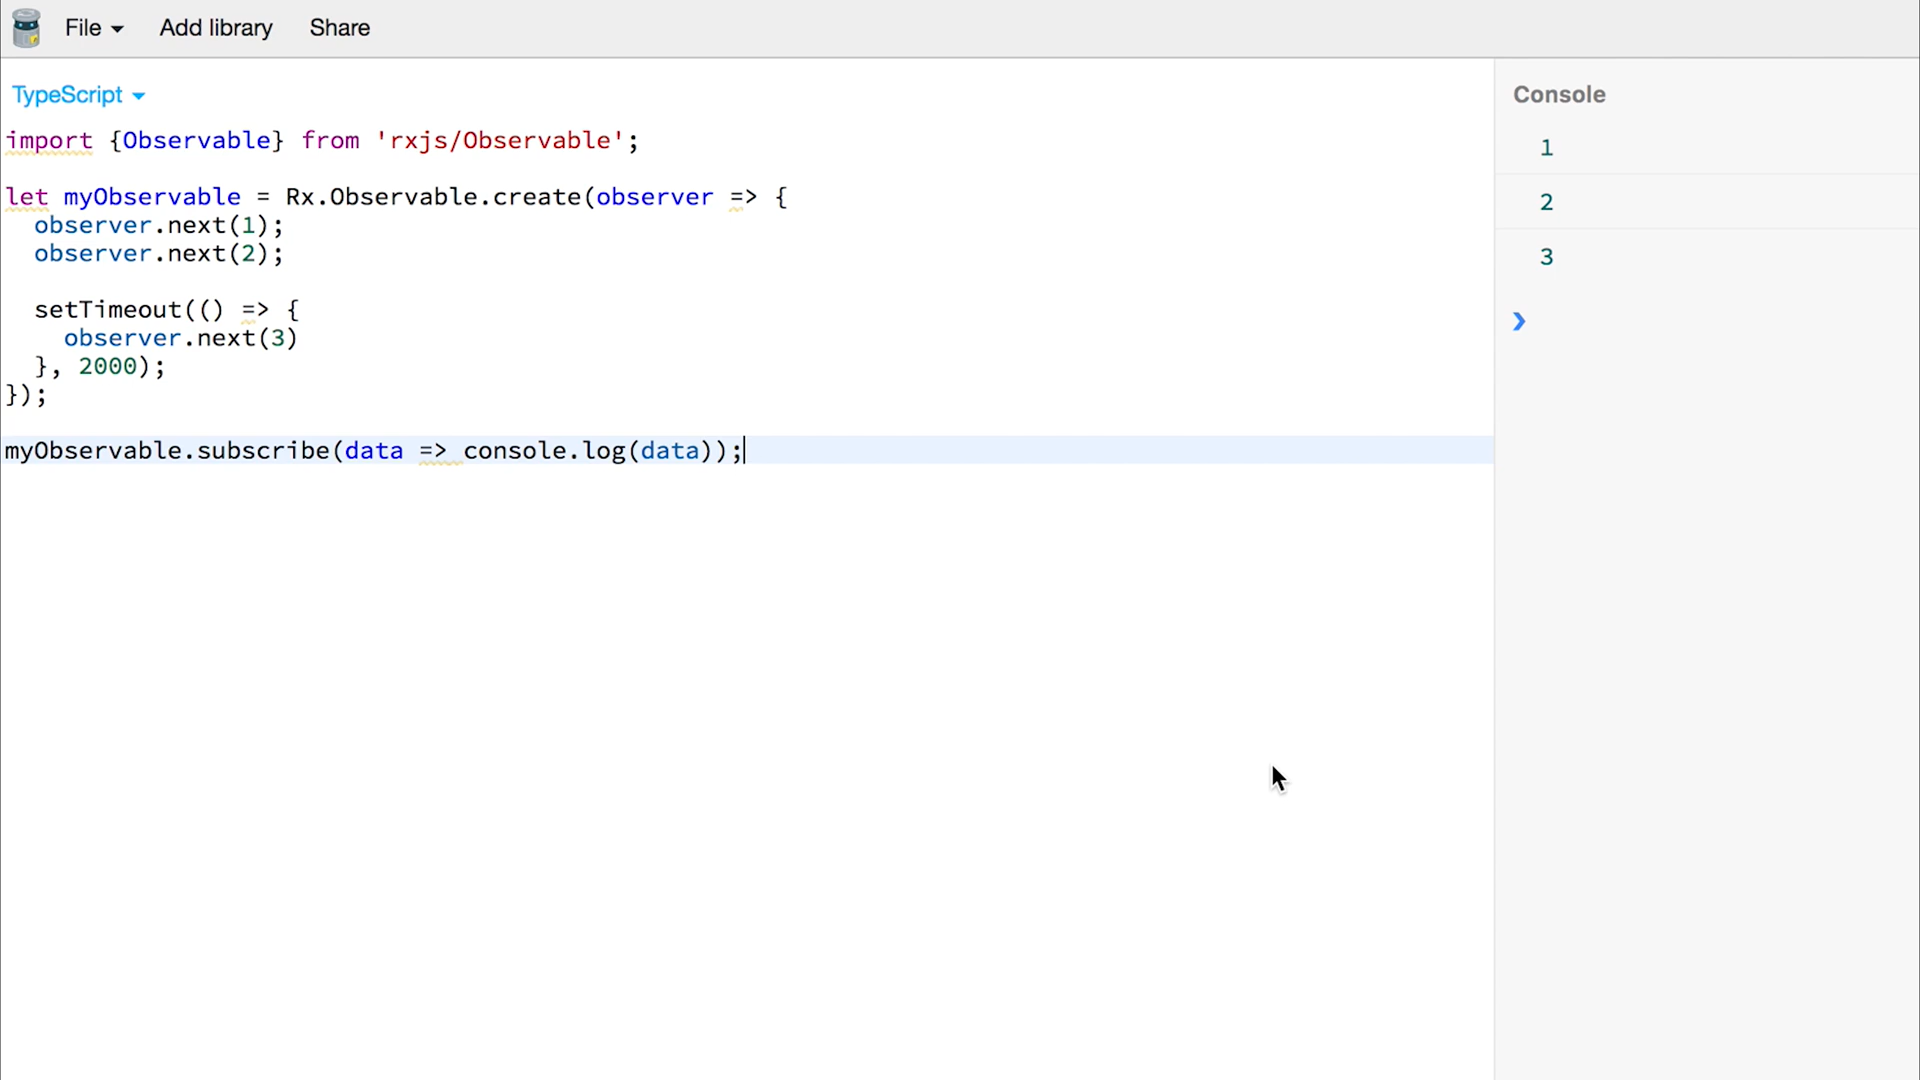 File Add library Share
TypeScript
import {Observable} from 'rxjs/Observable';
let myObservable = Rx.Observable.create(observer => {
  observer.next(1);
  observer.next(2);
  setTimeout(() => {
    observer.next(3)
  }, 2000);
});
myObservable.subscribe(data => console.log(data));
Console
1
2
3